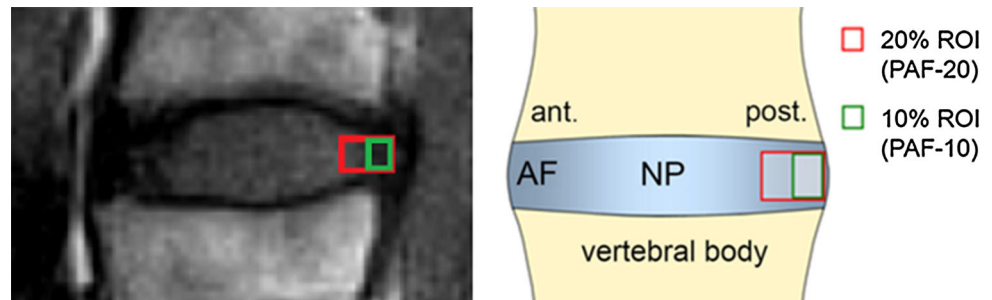 ant.
post.
AF
NP
vertebral body
20% ROI
(PAF-20)
10% ROI
(PAF-10)